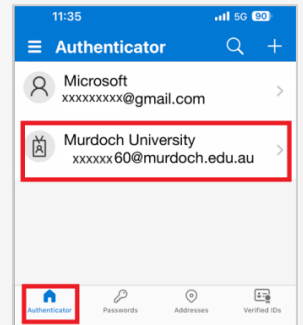 11:35
5G 90
Authenticator
Microsoft
xxxxxxxxx@gmail.com
Murdoch University
xxxxxx60@murdoch.edu.au
Authenticator
Passwords
Addresses
Verified IDs